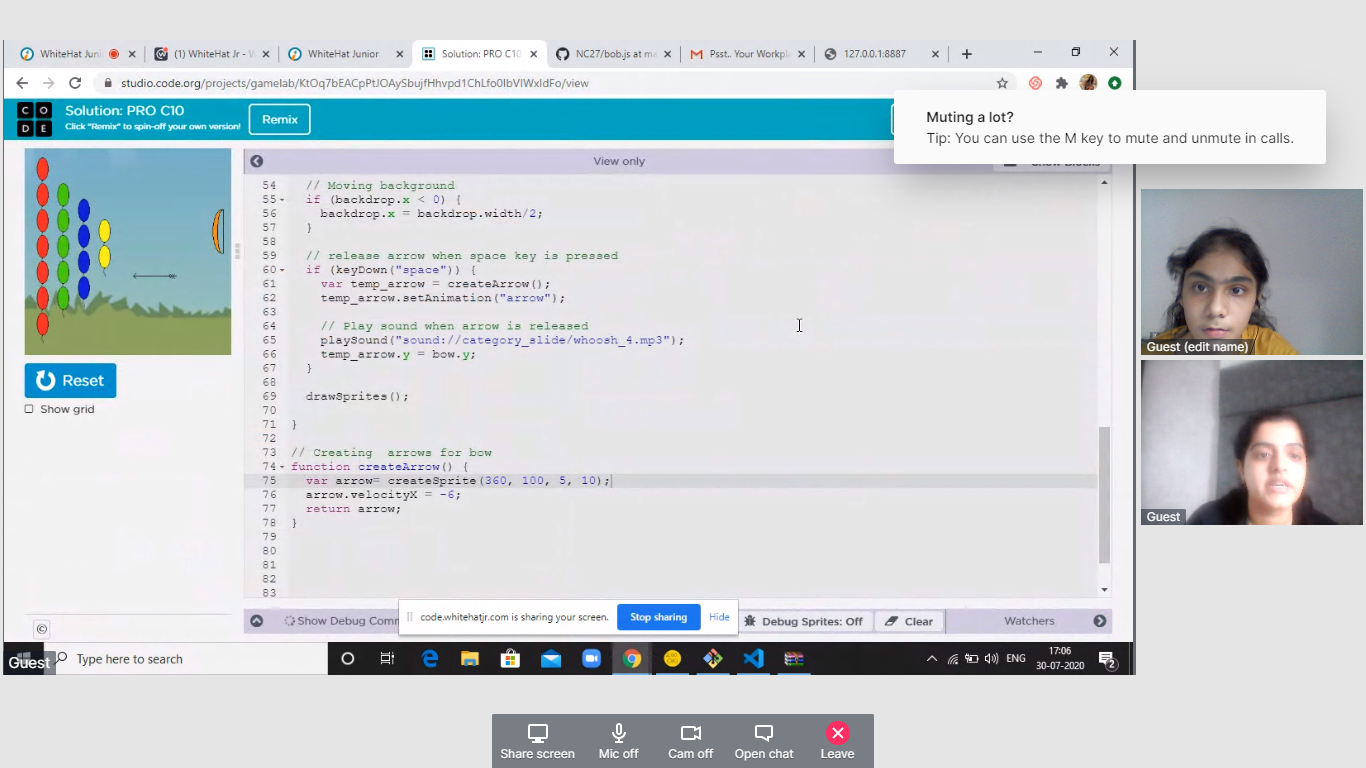 WhiteHat Juni
(1) WhiteHat Jr - V
WhiteHat Junior
Solution: PRO C10
NC27/bob.js at ma
Psst.. Your Workpl
127.0.0.1:8887
studio.code.org/projects/gamelab/KtOq7bEACpPtJOAySbujfHhvpd1ChLfo0IbVIWxIdFo/view
C O
D E
Solution: PRO C10
Click "Remix" to spin-off your own version!
Remix
Muting a lot?
Tip: You can use the M key to mute and unmute in calls.
View only
54 // Moving background
55 if (backdrop.x < 0) {
56 backdrop.x = backdrop.width/2;
57 }
58
59 // release arrow when space key is pressed
60 if (keyDown("space")) {
61 var temp_arrow = createArrow();
62 temp_arrow.setAnimation("arrow");
63
64 // Play sound when arrow is released
65 playSound("sound://category_slide/whoosh_4.mp3");
66 temp_arrow.y = bow.y;
67 }
68
69 drawSprites();
70
71 }
72
73 // Creating  arrows for bow
74 function createArrow() {
75 var arrow= createSprite(360, 100, 5, 10);
76 arrow.velocityX = -6;
77 return arrow;
78 }
79
80
81
82
83
Reset
Show grid
©
Show Debug Comm
code.whitehatjr.com is sharing your screen.
Stop sharing
Hide
Debug Sprites: Off
Clear
Watchers
Guest
Type here to search
ENG
17:06
30-07-2020
2
Guest (edit name)
Guest
Share screen
Mic off
Cam off
Open chat
Leave